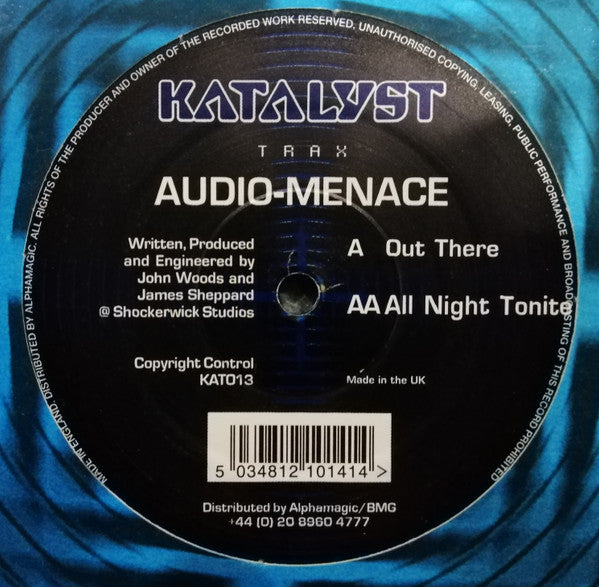 MADE IN ENGLAND. DISTRIBUTED BY ALPHAMAGIC. ALL RIGHTS OF THE PRODUCER AND OWNER OF THE RECORDED WORK RESERVED, UNAUTHORISED COPYING, LEASING, PUBLIC PERFORMANCE AND BROADCASTING OF THIS RECORD PROHIBITED
KATALYST
TRAX
AUDIO-MENACE
Written, Produced
and Engineered by
John Woods and
James Sheppard
@ Shockerwick Studios
A Out There
AA All Night Tonite
Copyright Control
KAT013
Made in the UK
5 034812 101414 >
Distributed by Alphamagic/BMG
+44 (0) 20 8960 4777